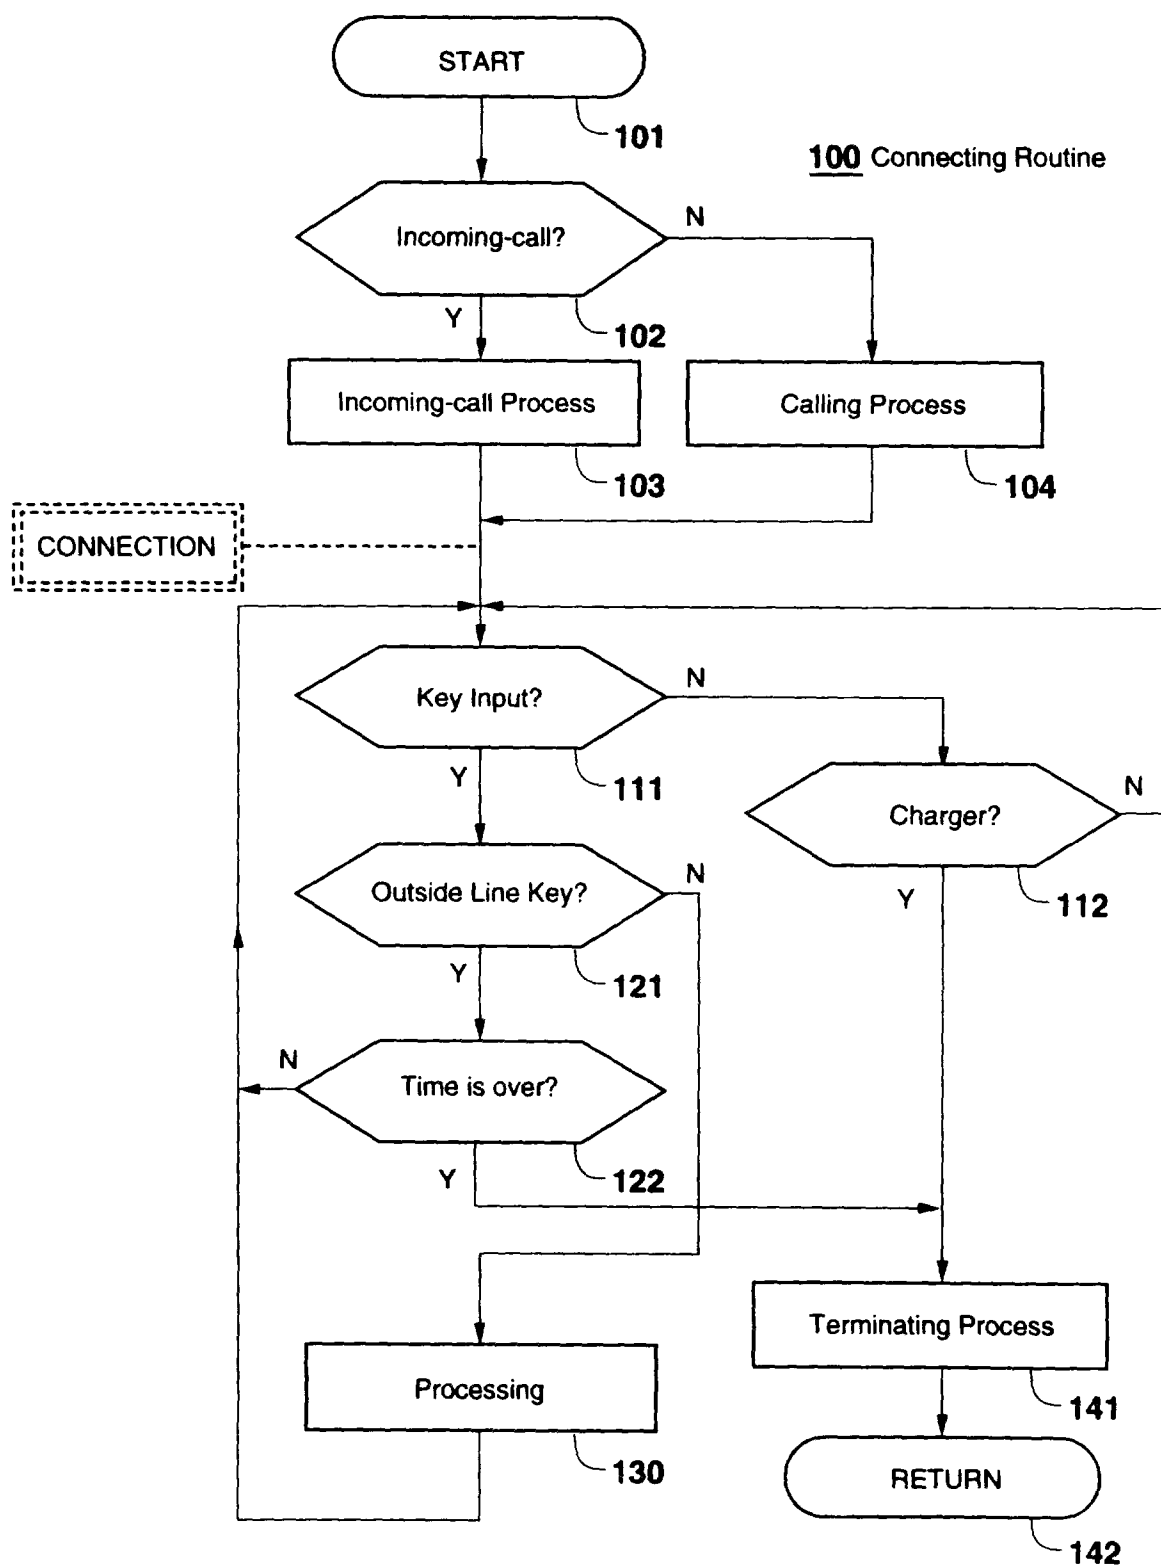 START
101
100 Connecting Routine
Incoming-call?
N
Y
102
Incoming-call Process
Calling Process
103
104
CONNECTION
Key Input?
N
Y
111
Charger?
N
Y
112
Outside Line Key?
N
Y
121
Time is over?
N
Y
122
Terminating Process
141
Processing
130
RETURN
142